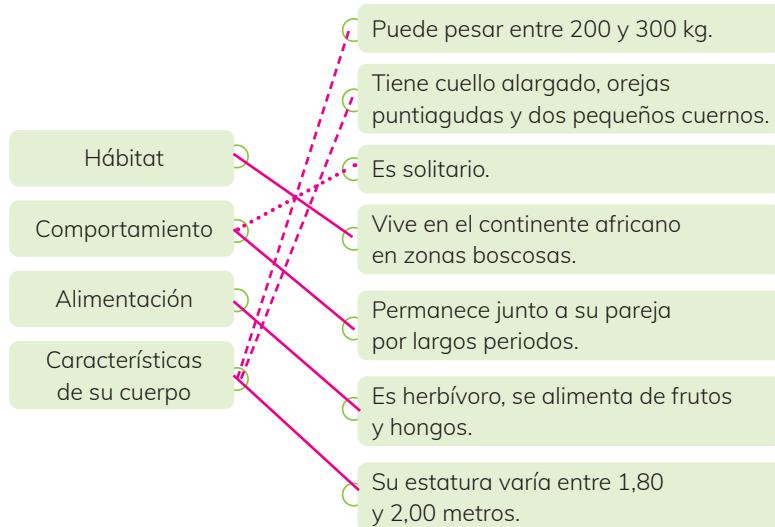 Hábitat
Comportamiento
Alimentación
Características
de su cuerpo
Puede pesar entre 200 y 300 kg.
Tiene cuello alargado, orejas
puntiagudas y dos pequeños cuernos.
Es solitario.
Vive en el continente africano
en zonas boscosas.
Permanece junto a su pareja
por largos periodos.
Es herbívoro, se alimenta de frutos
y hongos.
Su estatura varía entre 1,80
y 2,00 metros.